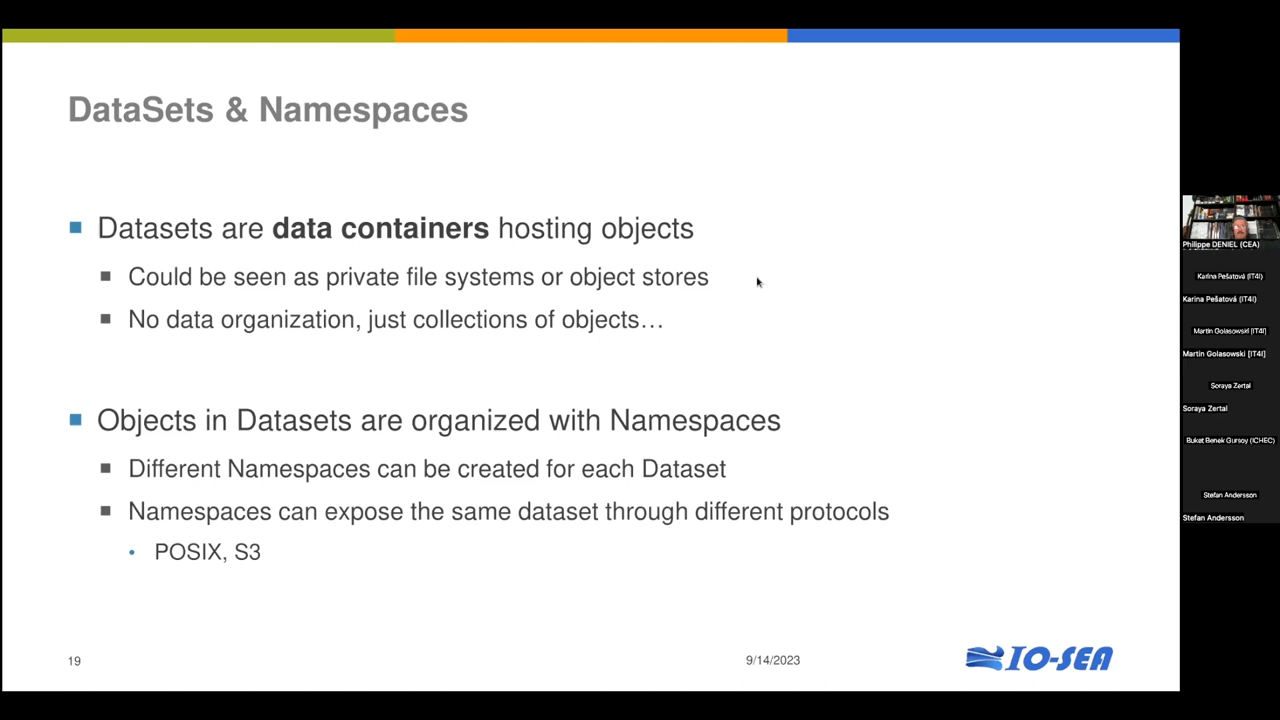 DataSets & Namespaces
Datasets are data containers hosting objects
Could be seen as private file systems or object stores
No data organization, just collections of objects…
Objects in Datasets are organized with Namespaces
Different Namespaces can be created for each Dataset
Namespaces can expose the same dataset through different protocols
POSIX, S3
19
9/14/2023
IO-SEA
Philippe DENIEL (CEA)
Karina Pešatová (IT4I)
Karina Pešatová (IT4I)
Martin Golasowski [IT4I]
Martin Golasowski [IT4I]
Soraya Zertal
Soraya Zertal
Buket Benek Gursoy (ICHEC)
Stefan Andersson
Stefan Andersson